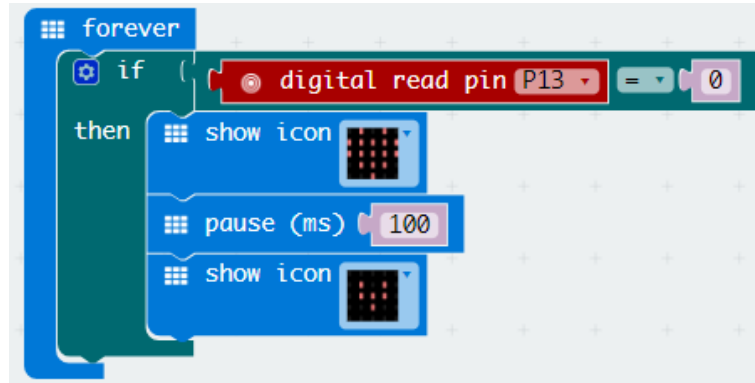 forever
if digital read pin P13 = 0
then show icon
pause (ms) 100
show icon